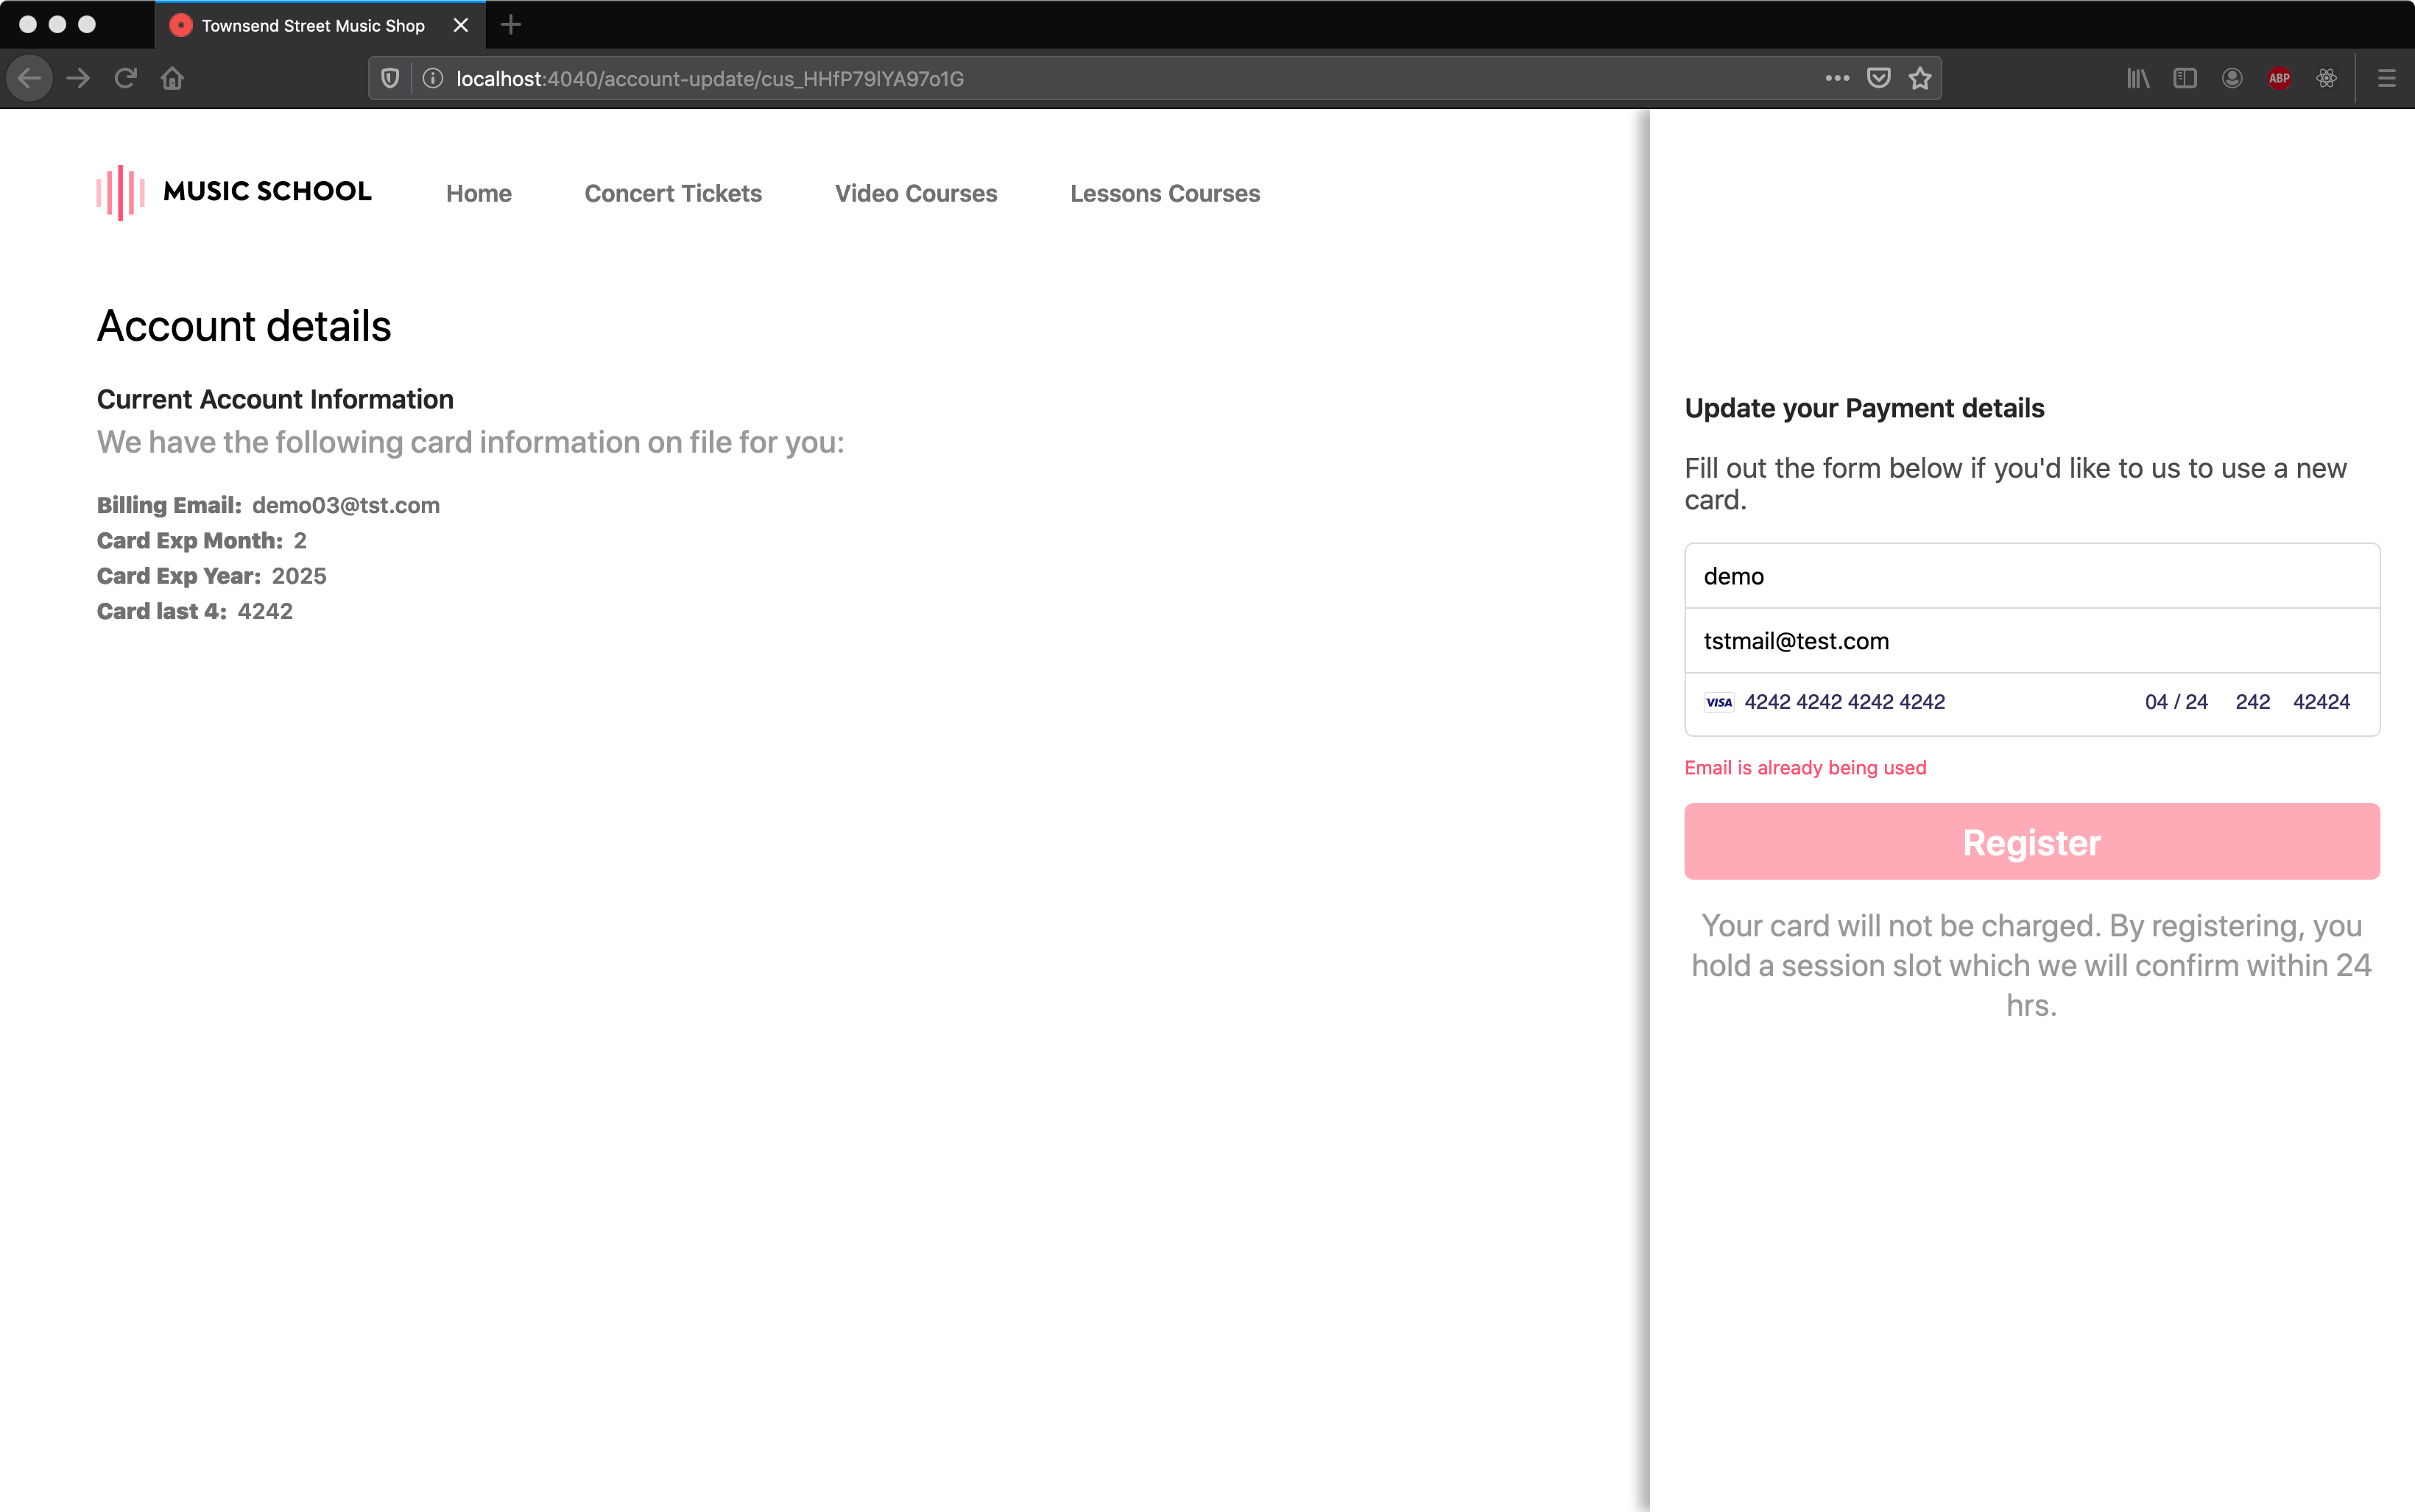 Townsend Street Music Shop
localhost:4040/account-update/cus_HHfP79lYA97o1G
ABP
MUSIC SCHOOL
Home
Concert Tickets
Video Courses
Lessons Courses
Account details
Current Account Information
We have the following card information on file for you:
Billing Email: demo03@tst.com
Card Exp Month: 2
Card Exp Year: 2025
Card last 4: 4242
Update your Payment details
Fill out the form below if you'd like to us to use a new
card.
demo
tstmail@test.com
VISA 4242 4242 4242 4242 04 / 24 242 42424
Email is already being used
Register
Your card will not be charged. By registering, you
hold a session slot which we will confirm within 24
hrs.